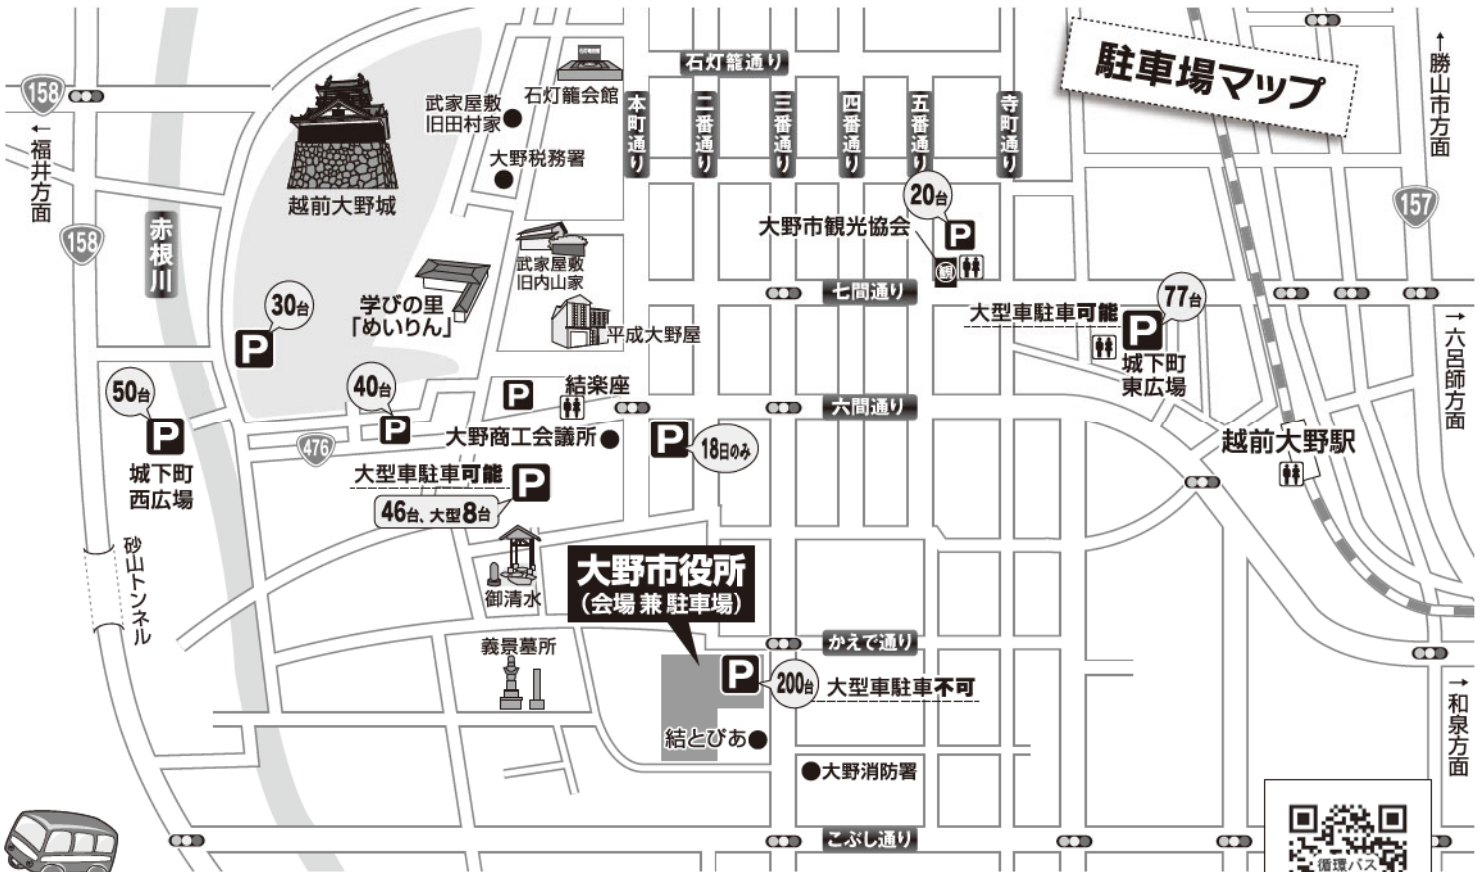 駐車場マップ
↑勝山市方面
158
←福井方面
158
赤根川
越前大野城
武家屋敷
旧田村家
石灯籠会館
大野税務署
石灯籠通り
本町通り
二番通り
三番通り
四番通り
五番通り
寺町通り
157
20台
P
大野市観光協会
観
武家屋敷
旧内山家
学びの里
「めいりん」
平成大野屋
七間通り
大型車駐車可能
77台
P
城下町
東広場
→六呂師方面
30台
P
50台
P
城下町
西広場
40台
P
476
P
結楽座
六間通り
大野商工会議所
P
18日のみ
越前大野駅
大型車駐車可能
P
46台、大型8台
砂山トンネル
御清水
大野市役所
(会場 兼 駐車場)
義景墓所
かえで通り
P
200台
大型車駐車不可
結とぴあ
大野消防署
→和泉方面
こぶし通り
循環バス